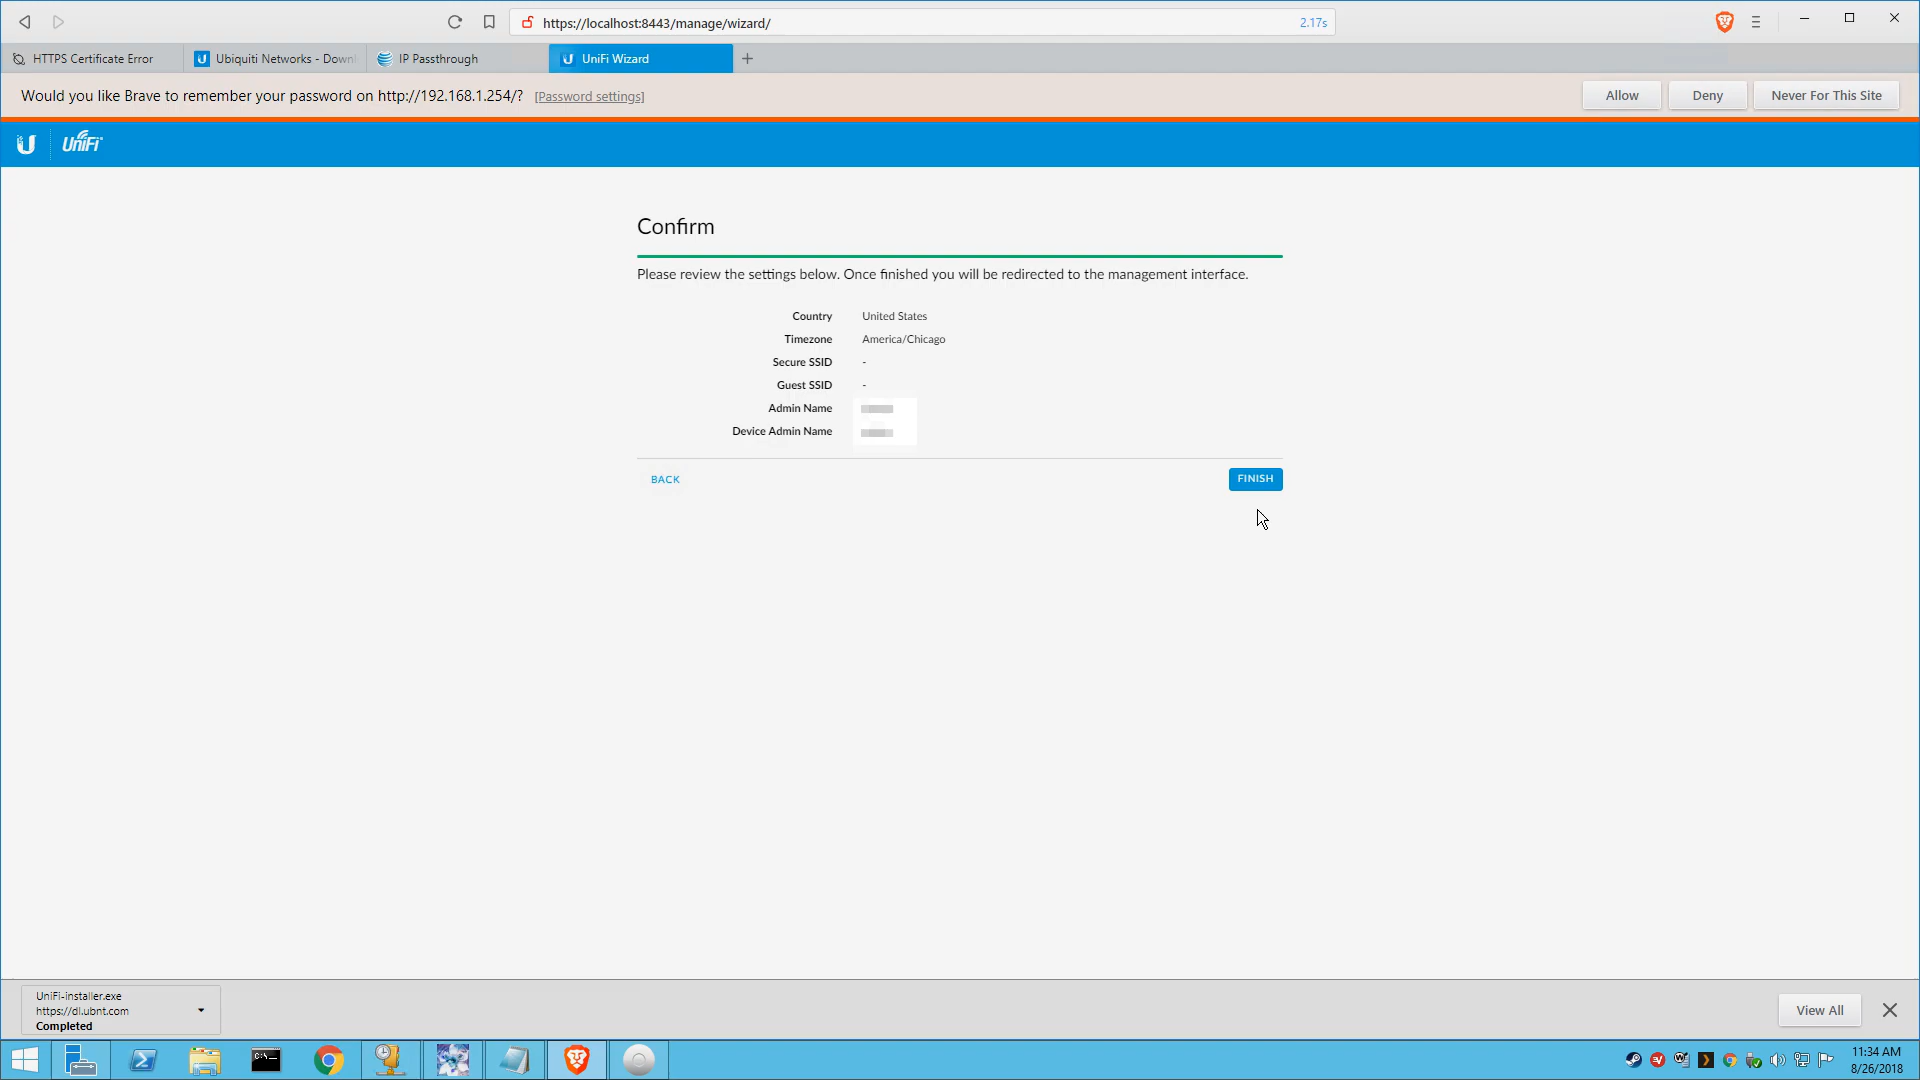 https://localhost:8443/manage/wizard/
2.17s
HTTPS Certificate Error
Ubiquiti Networks - Down
IP Passthrough
UniFi Wizard
Would you like Brave to remember your password on http://192.168.1.254/? [Password settings]
Allow
Deny
Never For This Site
UniFi
Confirm
Please review the settings below. Once finished you will be redirected to the management interface.
Country United States
Timezone America/Chicago
Secure SSID -
Guest SSID -
Admin Name
Device Admin Name
BACK
FINISH
UniFi-installer.exe
https://dl.ubnt.com
Completed
View All
11:34 AM
8/26/2018